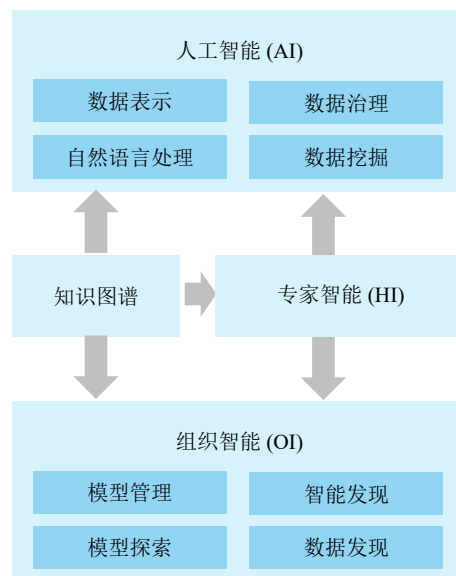 人工智能 (AI)
数据表示
数据治理
自然语言处理
数据挖掘
知识图谱
专家智能 (HI)
组织智能 (OI)
模型管理
智能发现
模型探索
数据发现